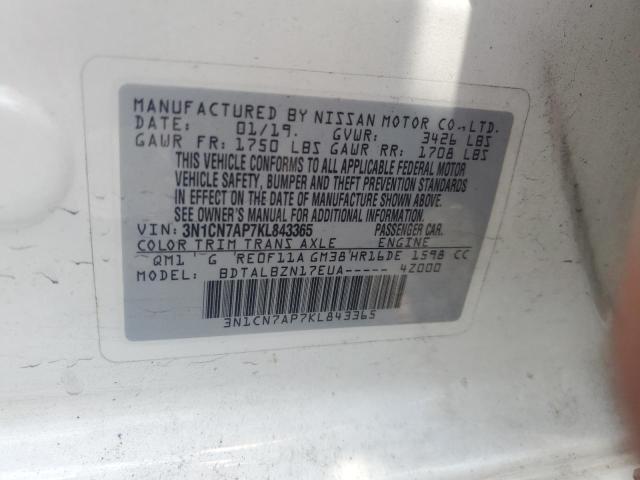 MANUFACTURED BY NISSAN MOTOR CO.,LTD.
DATE: 01/19. GVWR: 3426 LBS
GAWR FR: 1750 LBS GAWR RR: 1708 LBS
THIS VEHICLE CONFORMS TO ALL APPLICABLE FEDERAL MOTOR
VEHICLE SAFETY, BUMPER AND THEFT PREVENTION STANDARDS
IN EFFECT ON THE DATE OF MANUFACTURE SHOWN ABOVE.
SEE OWNER'S MANUAL FOR ADDITIONAL INFORMATION.
VIN: 3N1CN7AP7KL843365 PASSENGER CAR.
COLOR TRIM TRANS AXLE ENGINE
QM1 G RE0F11A GM38 HR16DE 1598 CC
MODEL: BDTALBZN17EUA----- 4Z000
3N1CN7AP7KL843365